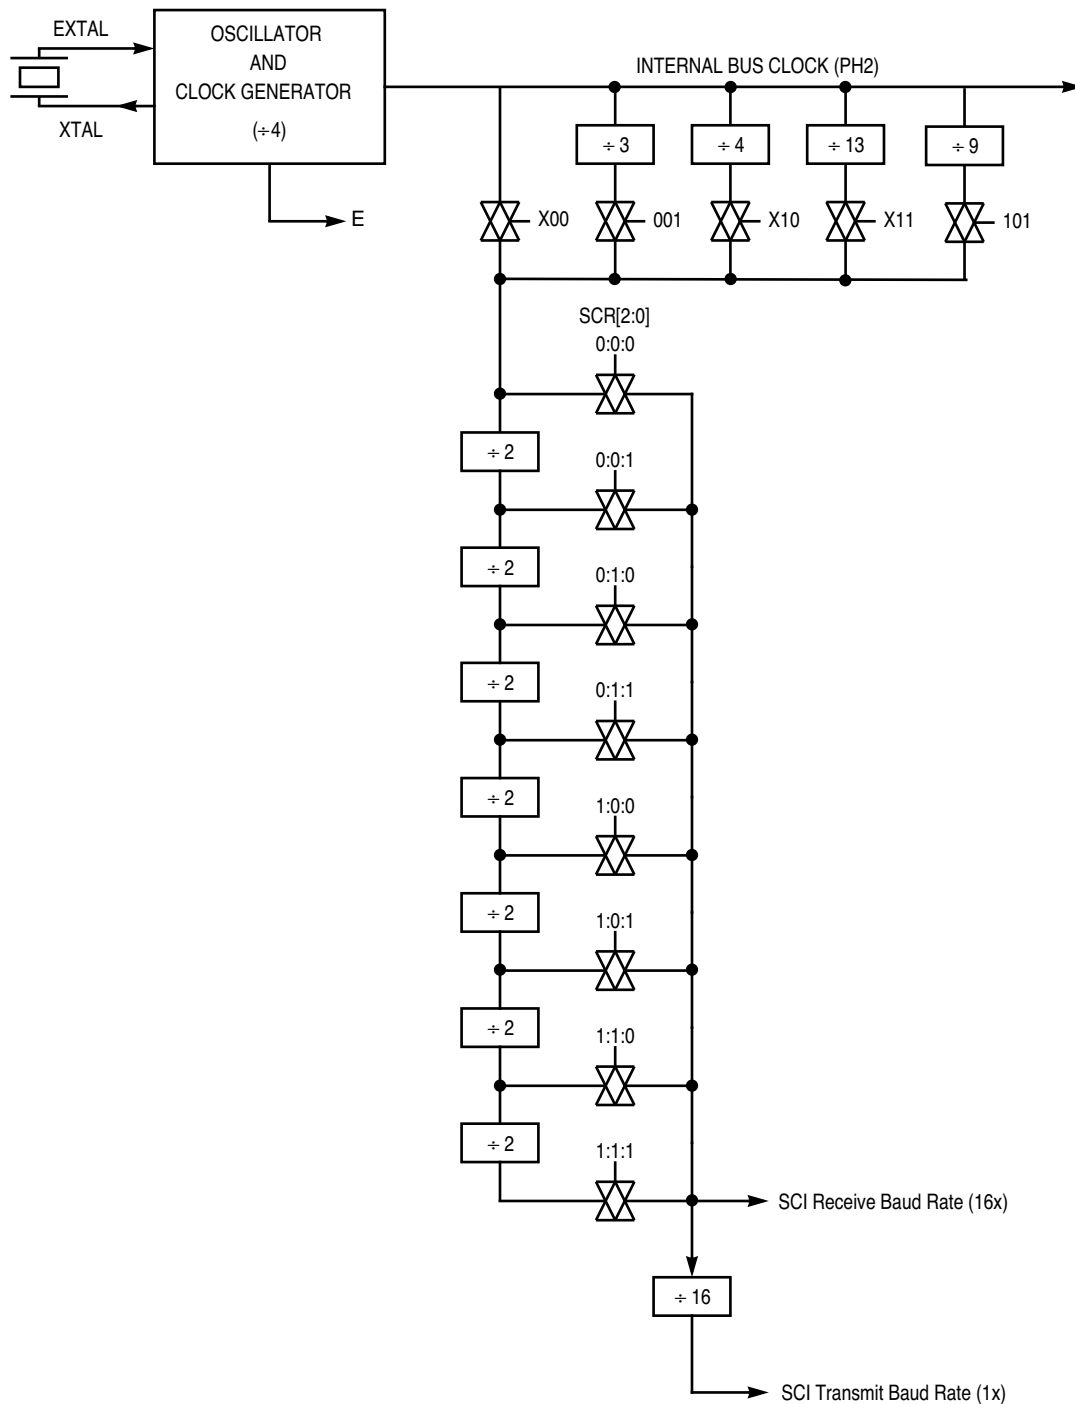 EXTAL
XTAL
OSCILLATOR
AND
CLOCK GENERATOR
(÷4)
E
INTERNAL BUS CLOCK (PH2)
÷ 3
÷ 4
÷ 13
÷ 9
X00
001
X10
X11
101
SCR[2:0]
0:0:0
÷ 2
0:0:1
÷ 2
0:1:0
÷ 2
0:1:1
÷ 2
1:0:0
÷ 2
1:0:1
÷ 2
1:1:0
÷ 2
1:1:1
SCI Receive Baud Rate (16x)
÷ 16
SCI Transmit Baud Rate (1x)